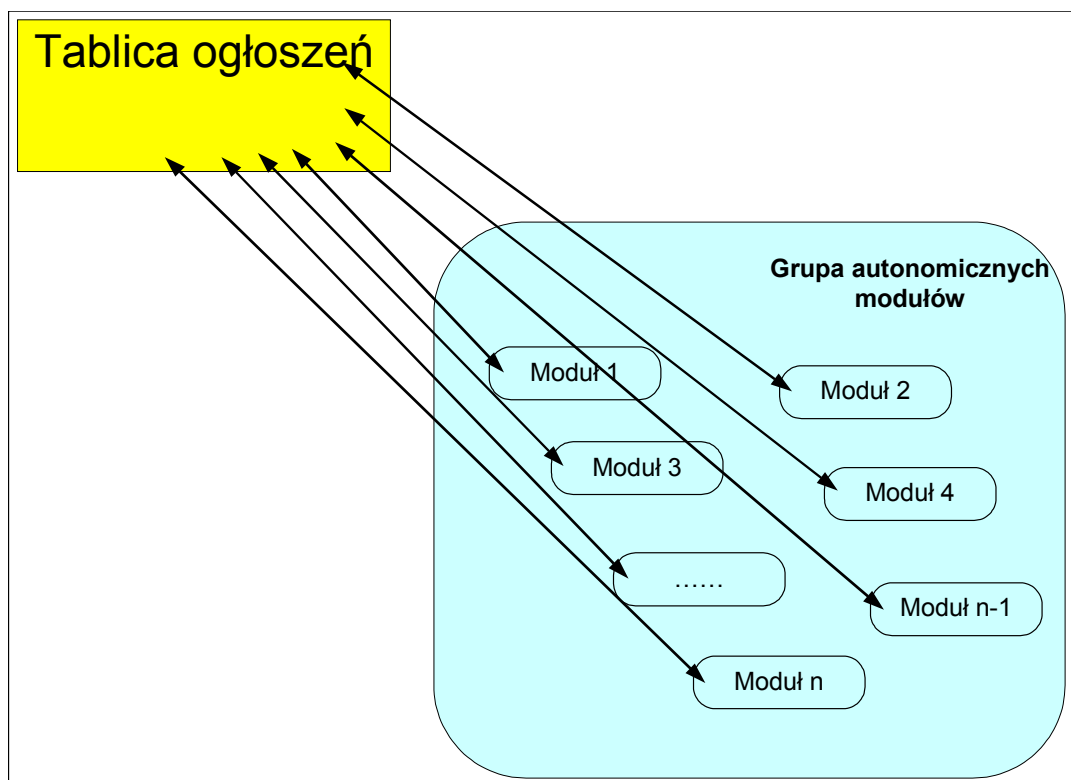 Tablica ogłoszeń
Grupa autonomicznych
modułów
Moduł 1
Moduł 2
Moduł 3
Moduł 4
……
Moduł n-1
Moduł n